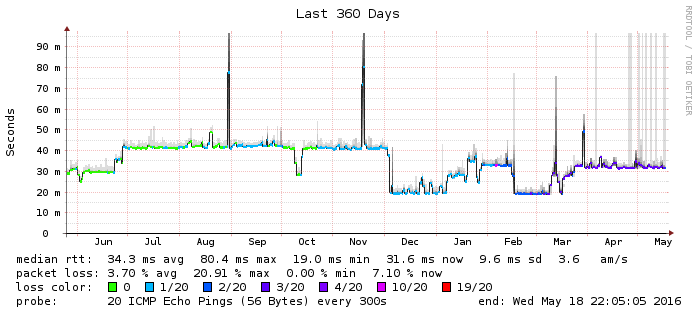 Last 360 Days
RRDTOOL / TOBI OETIKER
Seconds
90 m
80 m
70 m
60 m
50 m
40 m
30 m
20 m
10 m
0
Jun Jul Aug Sep Oct Nov Dec Jan Feb Mar Apr May
median rtt: 34.3 ms avg 80.4 ms max 19.0 ms min 31.6 ms now 9.6 ms sd 3.6 am/s
packet loss: 3.70 % avg 20.91 % max 0.00 % min 7.10 % now
loss color: 0 1/20 2/20 3/20 4/20 10/20 19/20
probe: 20 ICMP Echo Pings (56 Bytes) every 300s end: Wed May 18 22:05:05 2016